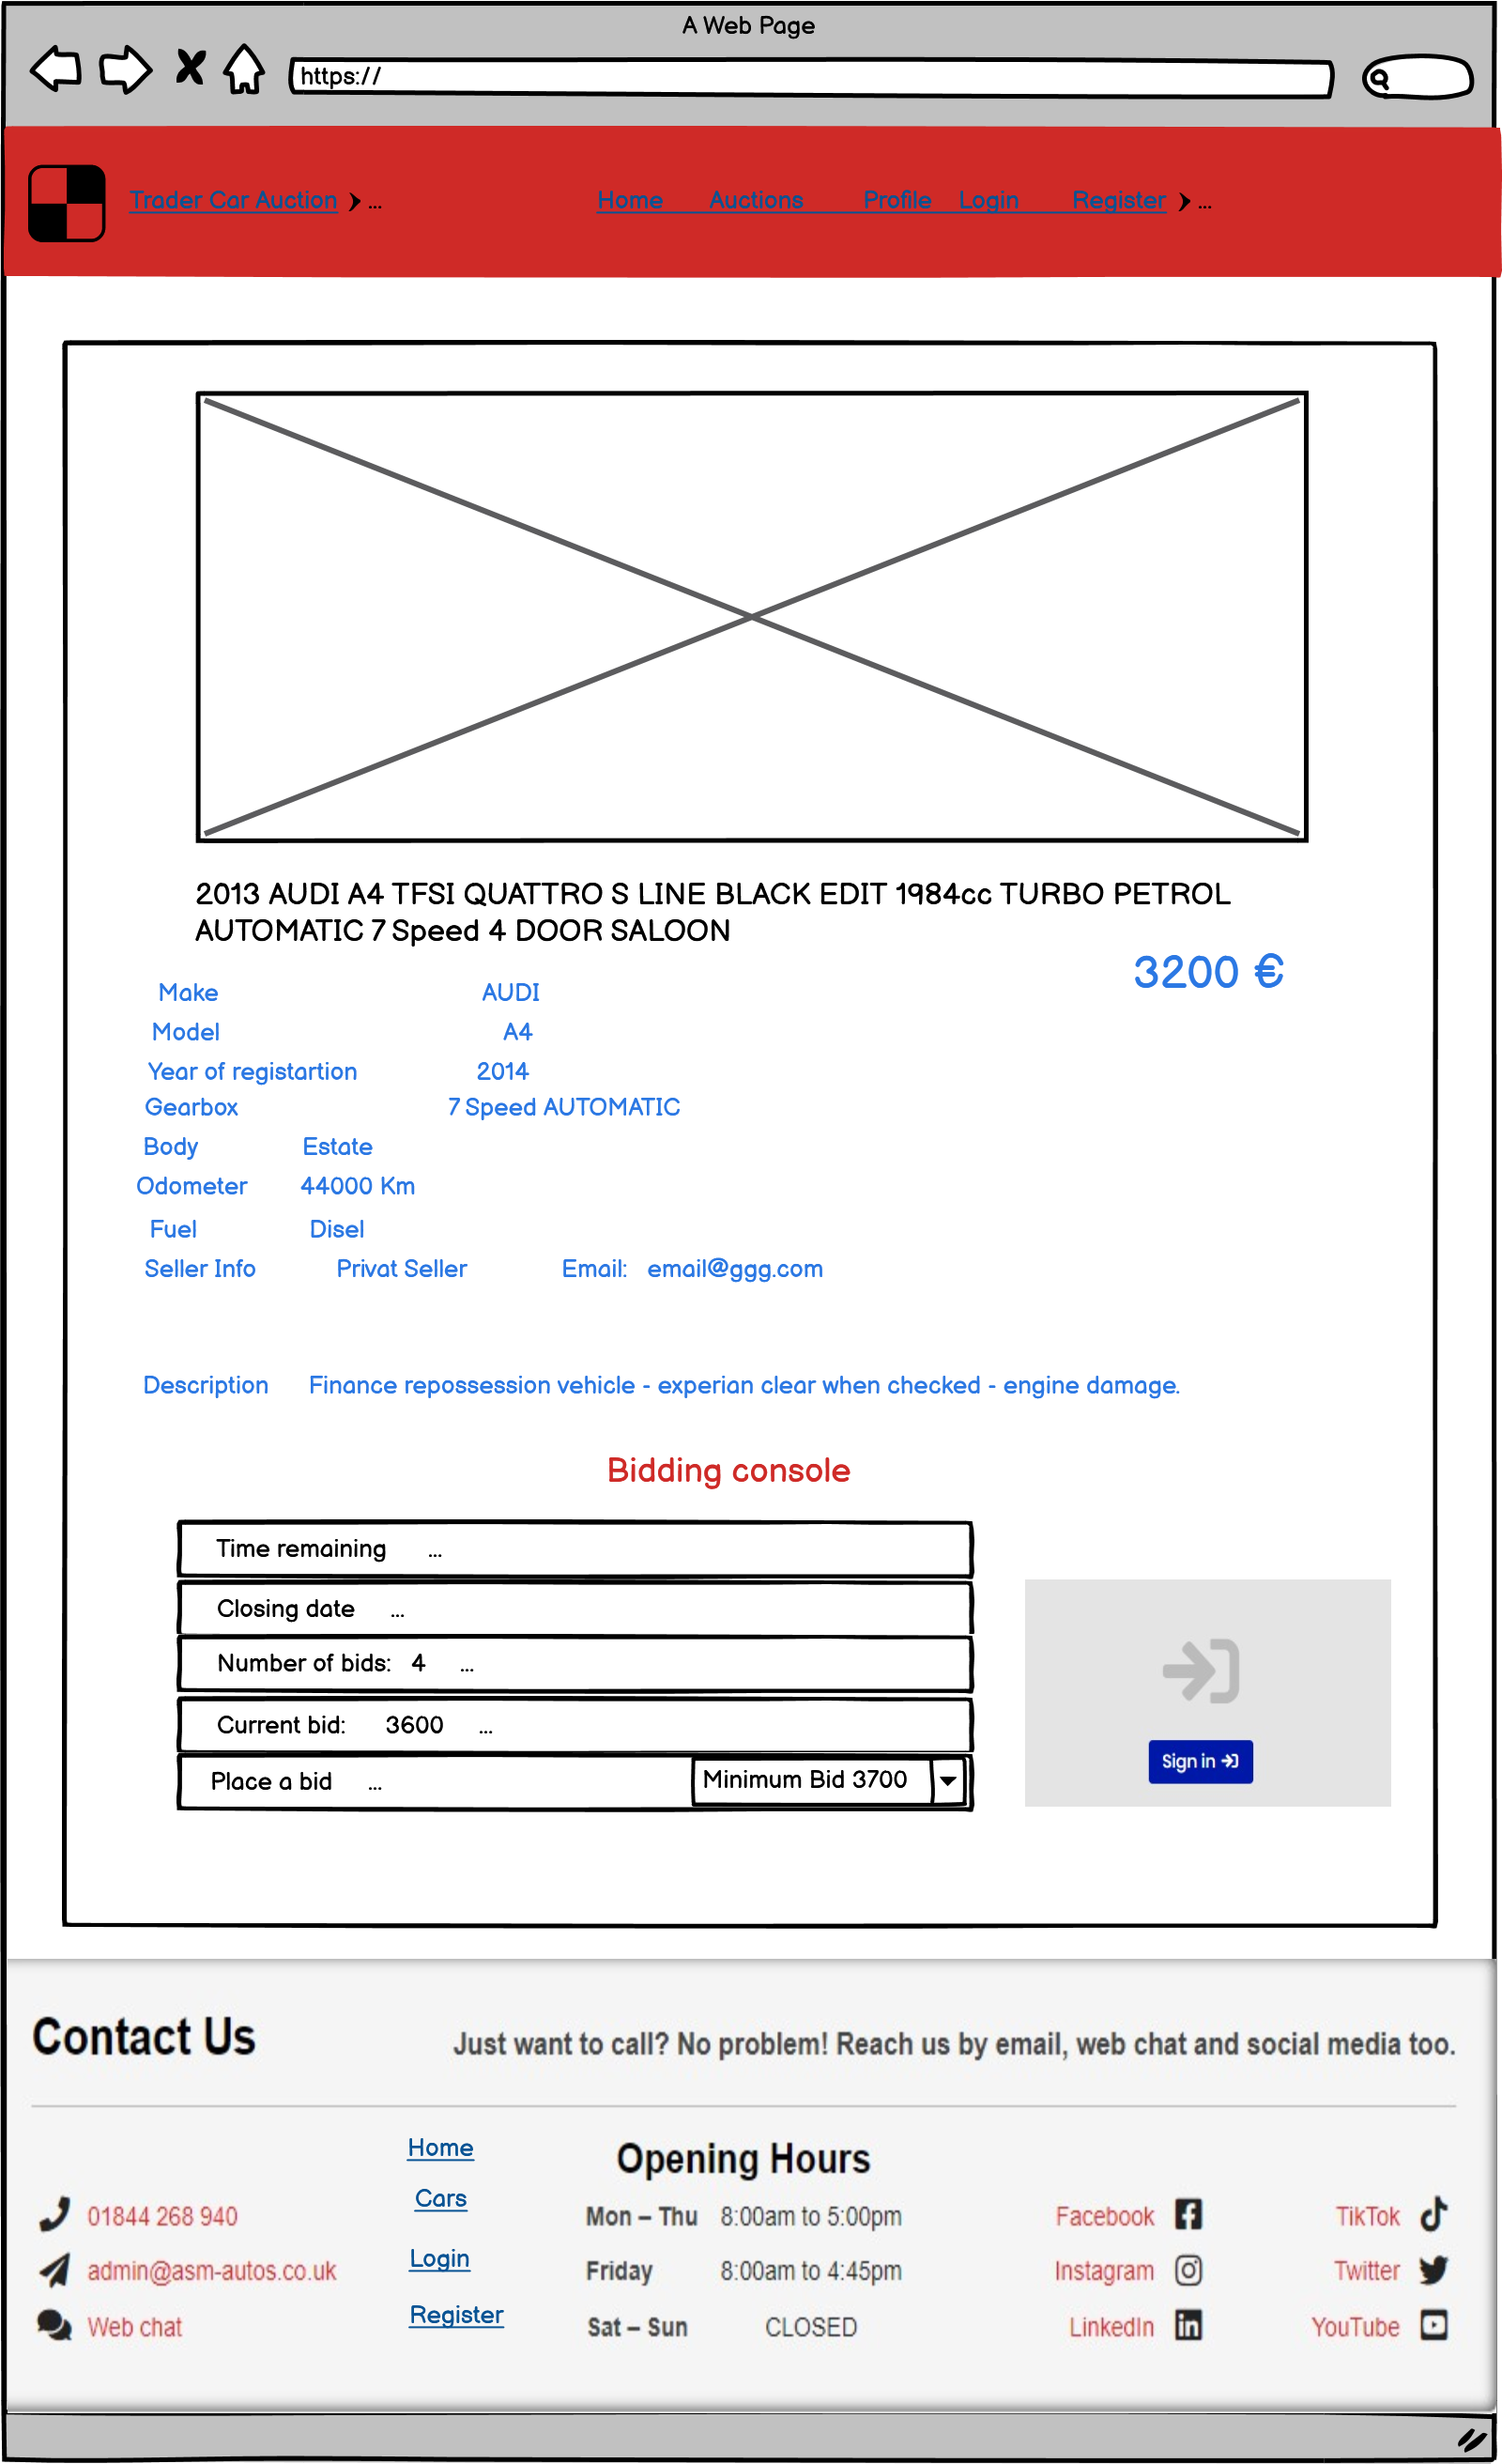 A Web Page
https://
Trader Car Auction ...
Home Auctions Profile Login Register ...
2013 AUDI A4 TFSI QUATTRO S LINE BLACK EDIT 1984cc TURBO PETROL
AUTOMATIC 7 Speed 4 DOOR SALOON
3200 €
Make AUDI
Model A4
Year of registartion 2014
Gearbox 7 Speed AUTOMATIC
Body Estate
Odometer 44000 Km
Fuel Disel
Seller Info Privat Seller Email: email@ggg.com
Description Finance repossession vehicle - experian clear when checked - engine damage.
Bidding console
Time remaining ...
Closing date ...
Number of bids: 4 ...
Current bid: 3600 ...
Place a bid ... Minimum Bid 3700
Sign in
Contact Us
Just want to call? No problem! Reach us by email, web chat and social media too.
01844 268 940
admin@asm-autos.co.uk
Web chat
Home
Cars
Login
Register
Opening Hours
Mon – Thu 8:00am to 5:00pm
Friday 8:00am to 4:45pm
Sat – Sun CLOSED
Facebook
Instagram
LinkedIn
TikTok
Twitter
YouTube